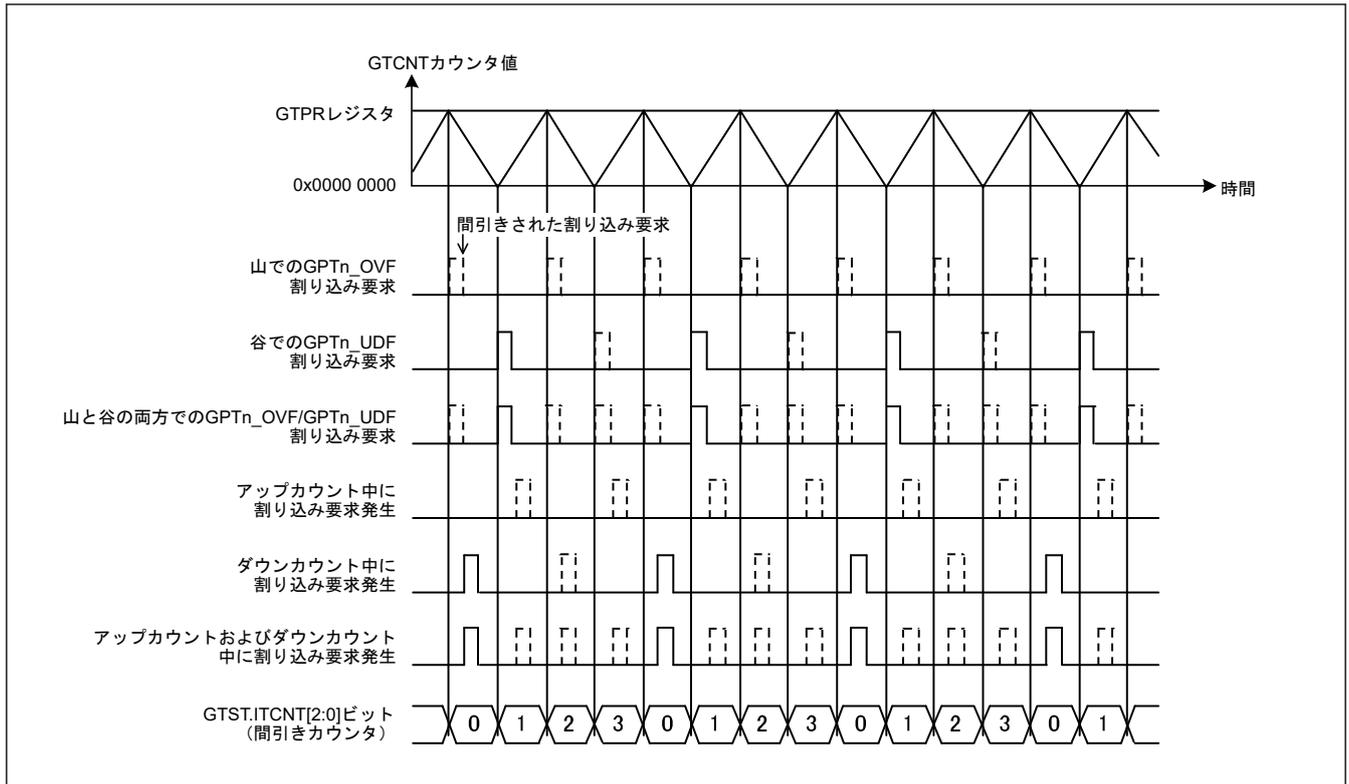 GTCNTカウンタ値
GTPRレジスタ
0x0000 0000
時間
間引きされた割り込み要求
山でのGPTn_OVF
割り込み要求
谷でのGPTn_UDF
割り込み要求
山と谷の両方でのGPTn_OVF/GPTn_UDF
割り込み要求
アップカウント中に
割り込み要求発生
ダウンカウント中に
割り込み要求発生
アップカウントおよびダウンカウント
中に割り込み要求発生
GTST.ITCNT[2:0]ビット
（間引きカウンタ）
0 1 2 3 0 1 2 3 0 1 2 3 0 1